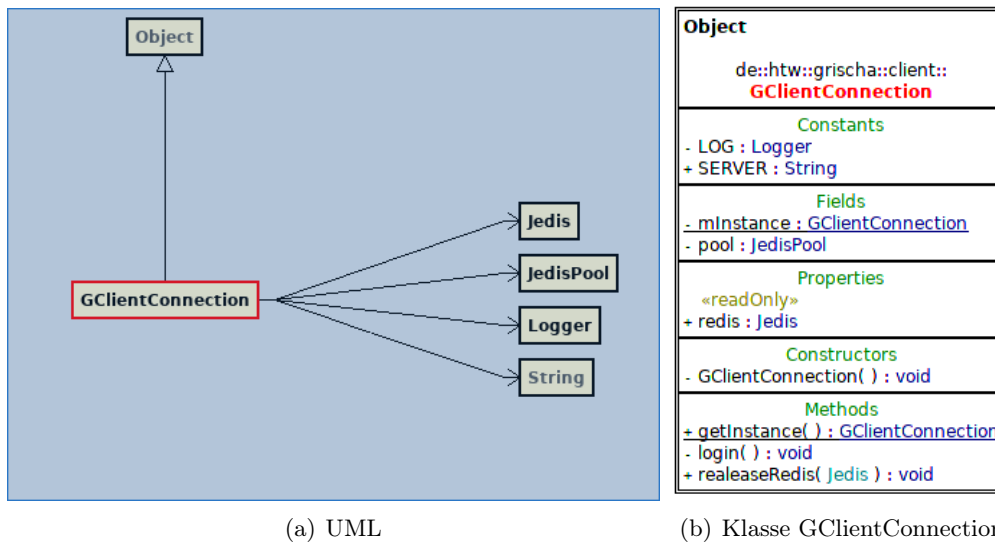 Object
GClientConnection
Jedis
JedisPool
Logger
String
(a) UML
Object
de::htw::grischa::client::
GClientConnection
Constants
- LOG : Logger
+ SERVER : String
Fields
- mInstance : GClientConnection
- pool : JedisPool
Properties
«readOnly»
+ redis : Jedis
Constructors
- GClientConnection( ) : void
Methods
+ getInstance( ) : GClientConnection
- login( ) : void
+ realeaseRedis( Jedis ) : void
(b) Klasse GClientConnection